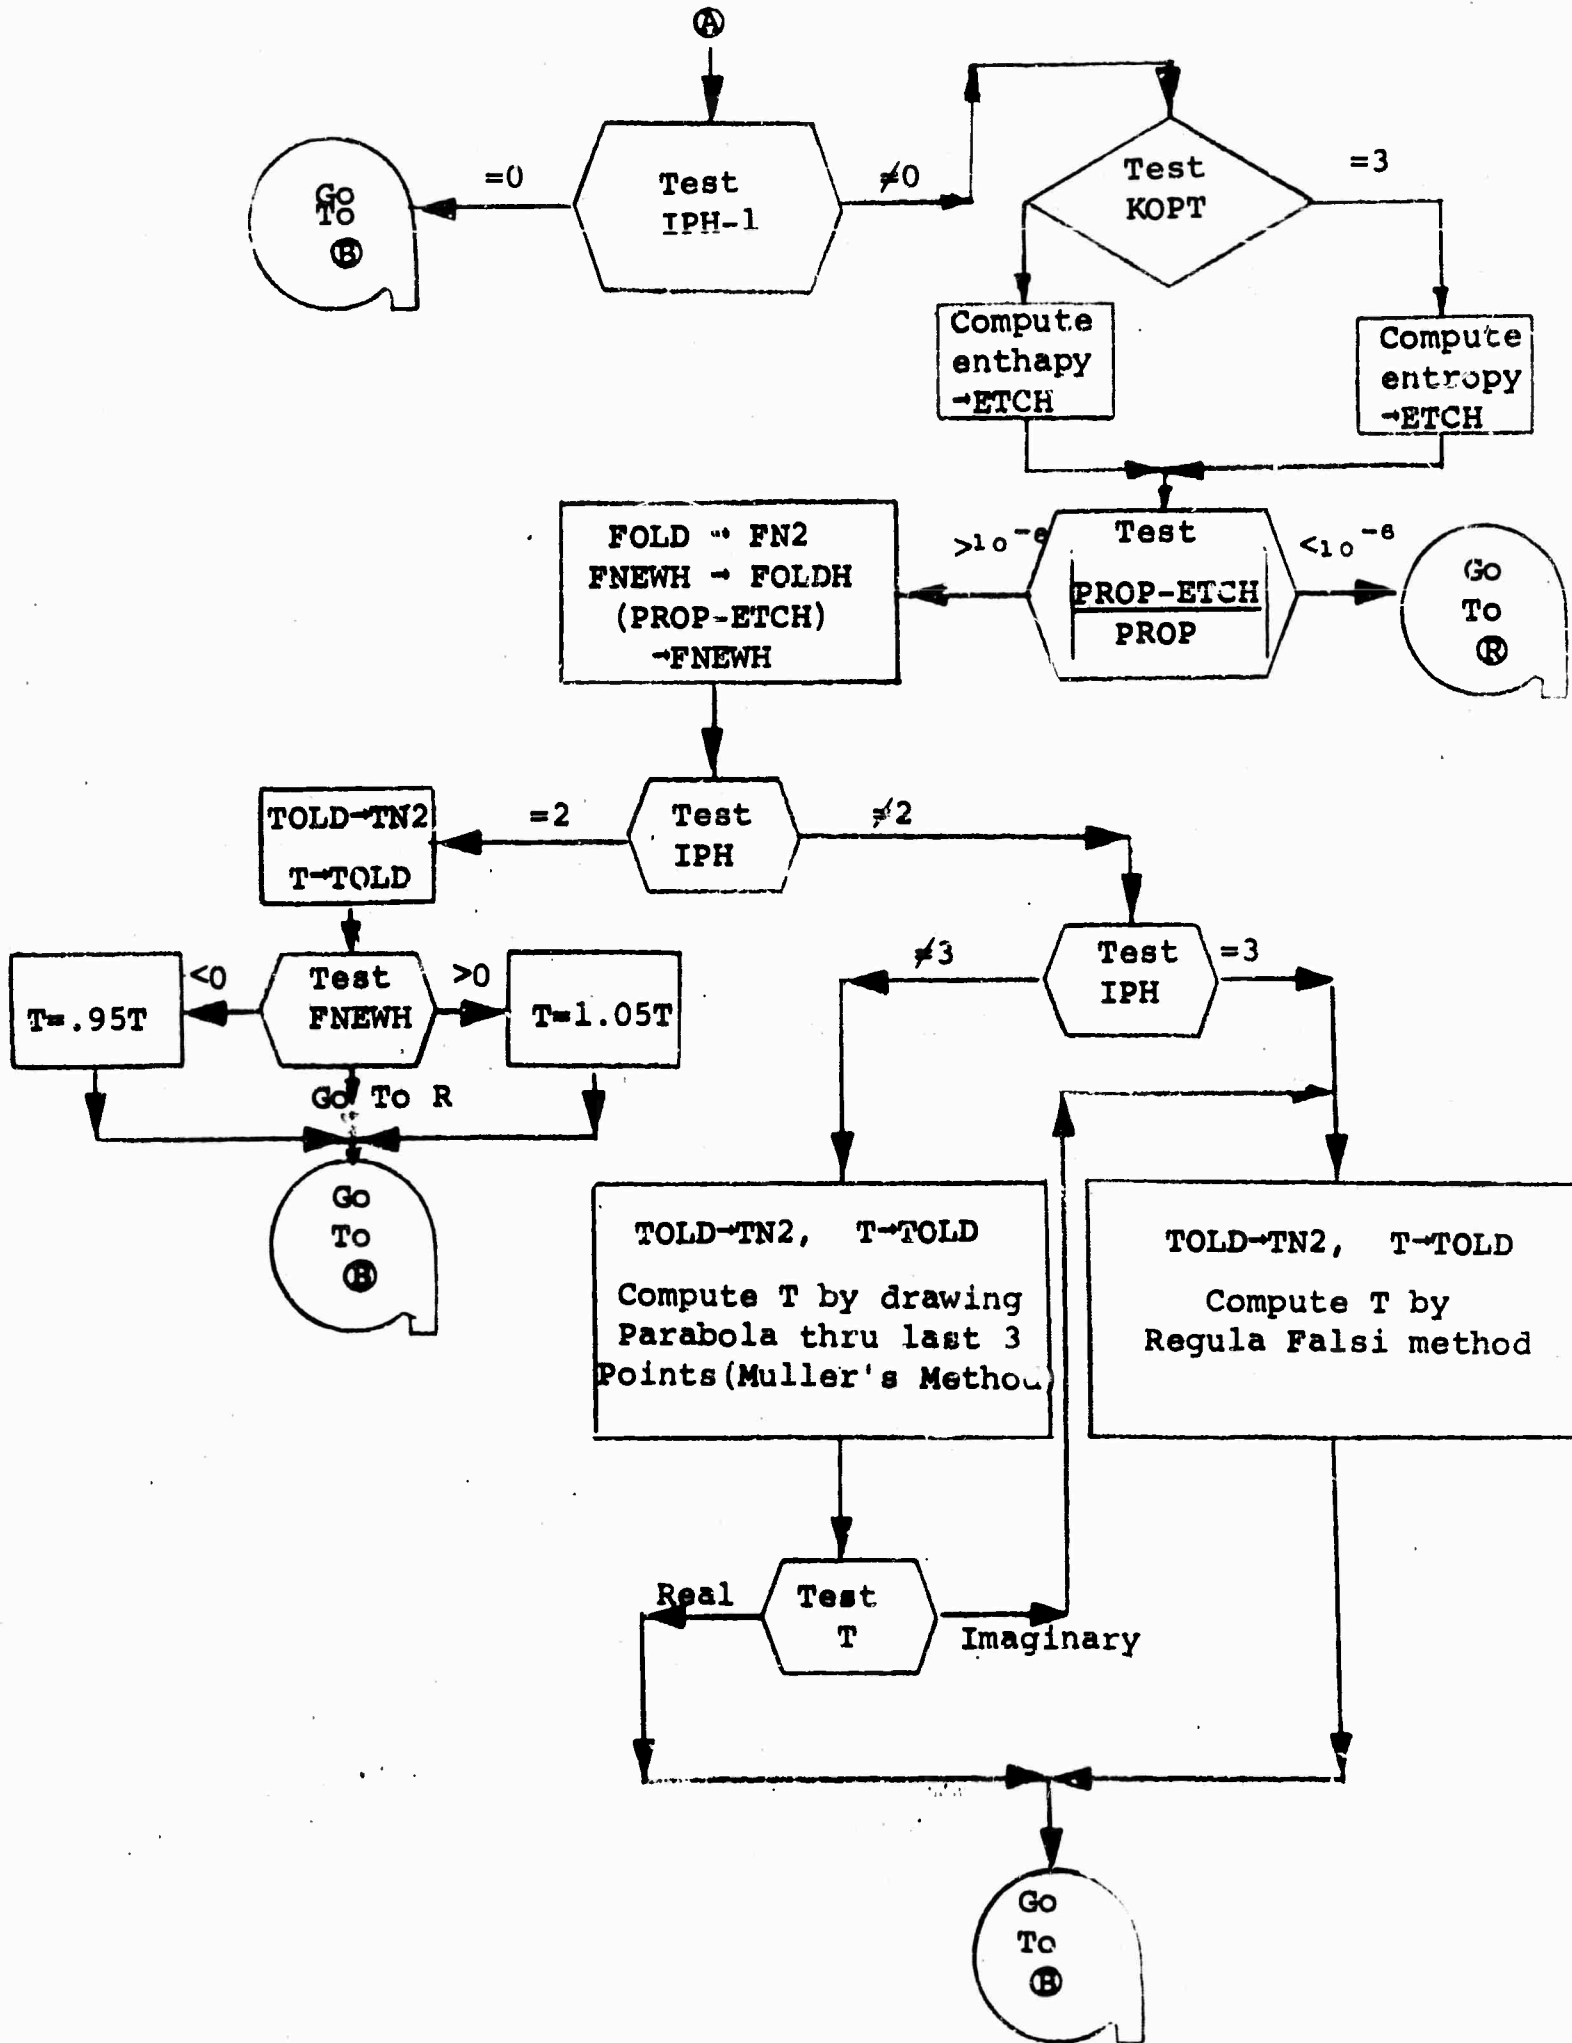 A
Test
IPH-1
=0
≠0
Go
To
B
Test
KOPT
=3
Compute
enthapy
→ETCH
Compute
entropy
→ETCH
FOLD → FN2
FNEWH → FOLDH
(PROP-ETCH)
→FNEWH
Test
PROP-ETCH
PROP
Go
To
R
Test
IPH
=2
≠2
TOLD→TN2
T→TOLD
Test
IPH
≠3
=3
Test
FNEWH
<0
>0
T=.95T
T=1.05T
Go To R
Go
To
B
TOLD→TN2, T→TOLD
Compute T by drawing
Parabola thru last 3
Points(Muller's Method)
TOLD→TN2, T→TOLD
Compute T by
Regula Falsi method
Test
T
Real
Imaginary
Go
To
B